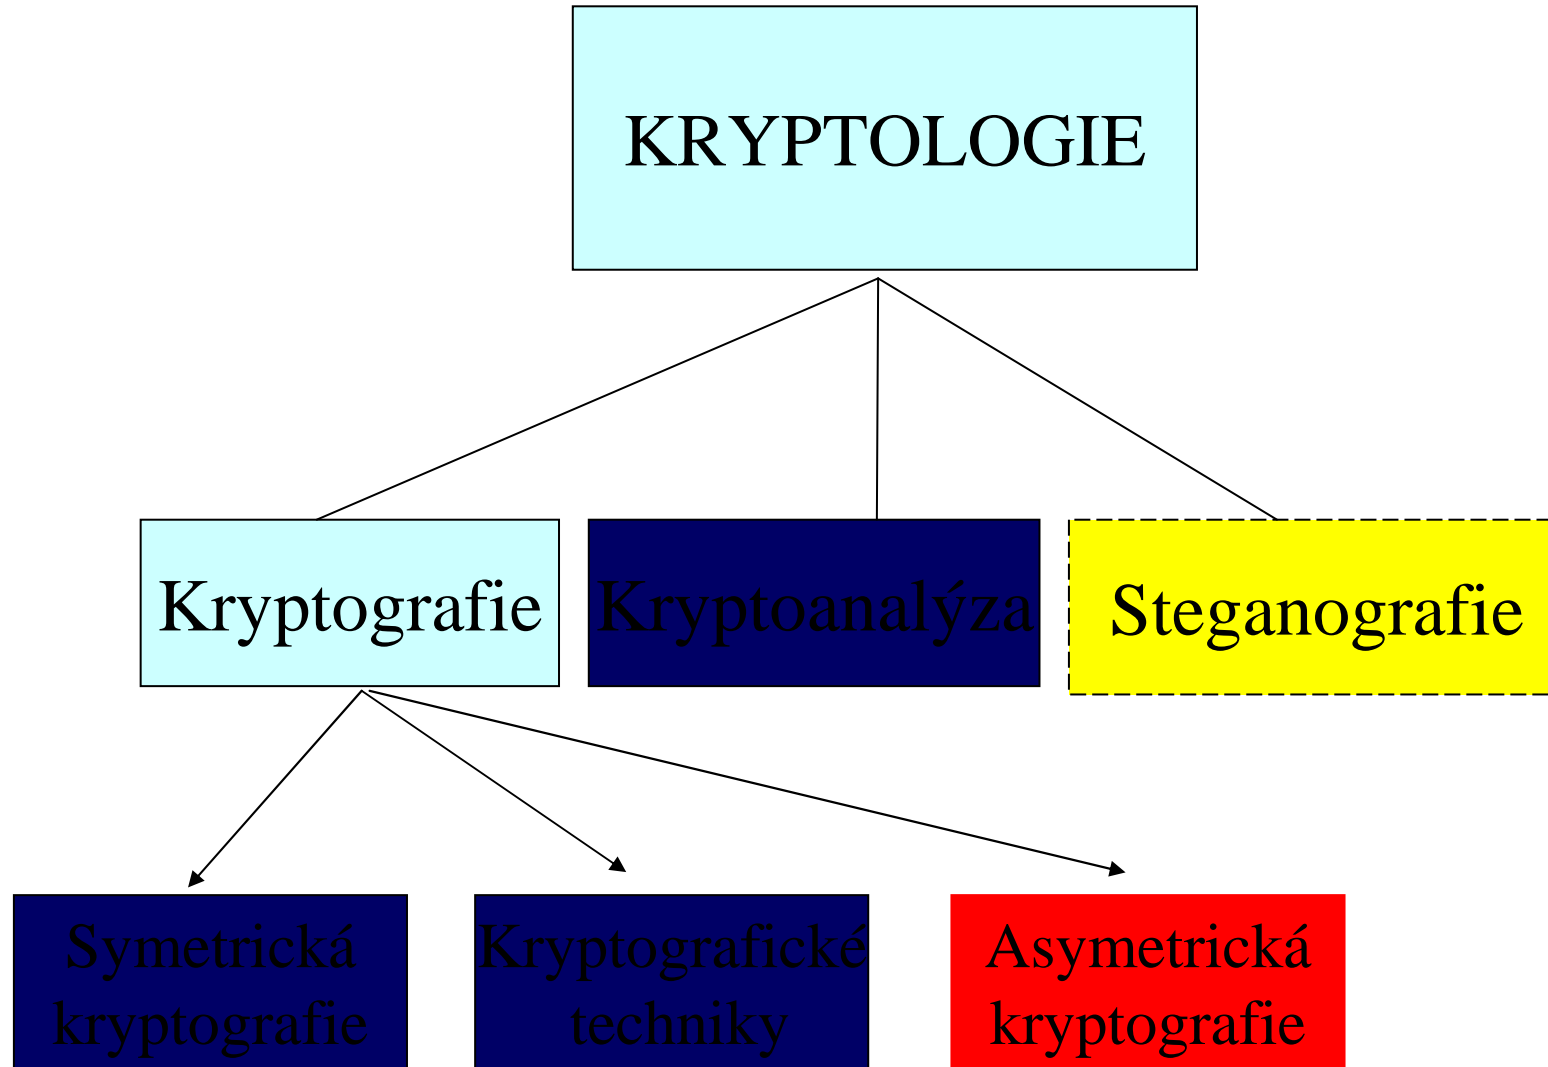 KRYPTOLOGIE
Kryptografie
Kryptoanalýza
Steganografie
Symetrická
kryptografie
Kryptografické
techniky
Asymetrická
kryptografie